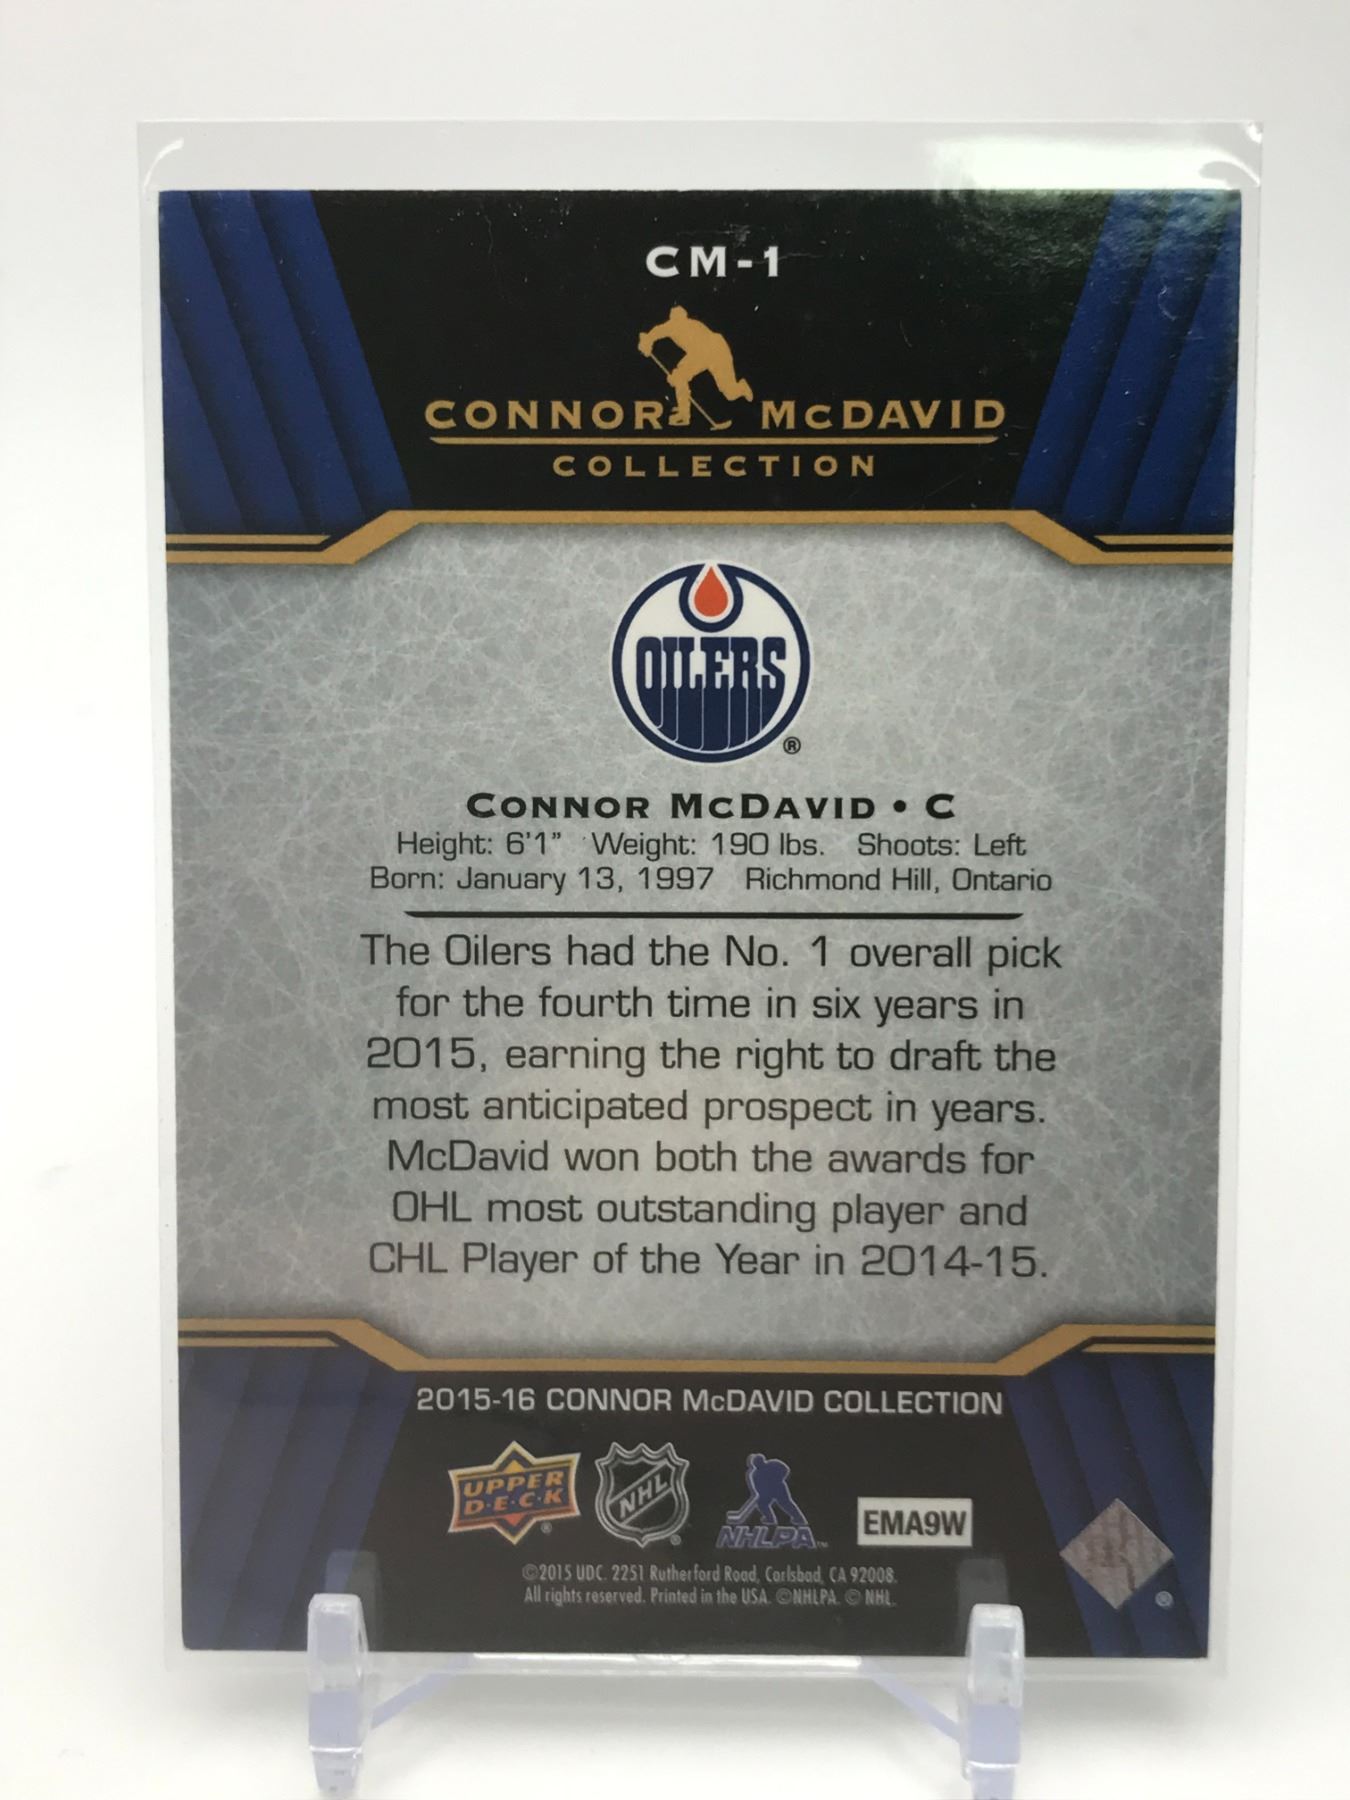 CM-1
CONNOR McDAVID
COLLECTION
OILERS
®
CONNOR McDAVID • C
Height: 6'1" Weight: 190 lbs. Shoots: Left
Born: January 13, 1997 Richmond Hill, Ontario
The Oilers had the No. 1 overall pick
for the fourth time in six years in
2015, earning the right to draft the
most anticipated prospect in years.
McDavid won both the awards for
OHL most outstanding player and
CHL Player of the Year in 2014-15.
2015-16 CONNOR McDAVID COLLECTION
UPPER
D·E·C·K
®
NHL
®
NHLPA™
EMA9W
©2015 UDC. 2251 Rutherford Road, Carlsbad, CA 92008.
All rights reserved. Printed in the USA. ©NHLPA. © NHL.
®